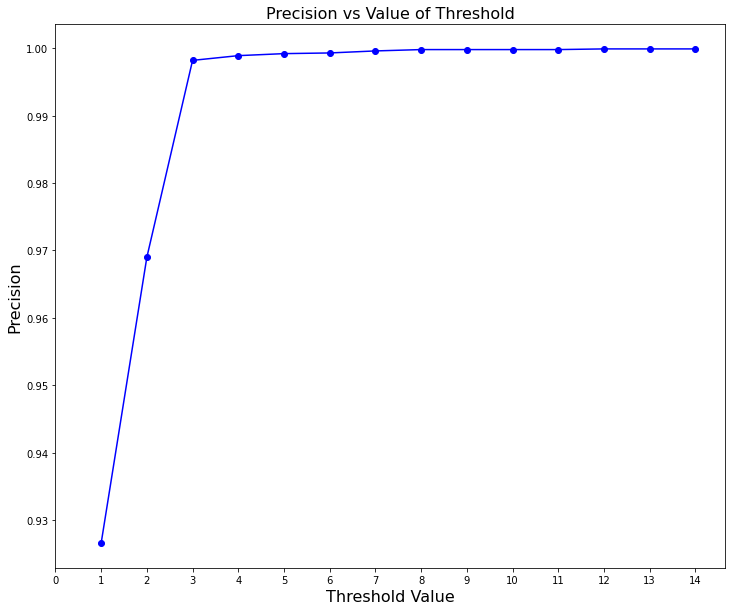 Precision vs Value of Threshold
1.00
0.99
0.98
0.97
0.96
0.95
0.94
0.93
Precision
0 1 2 3 4 5 6 7 8 9 10 11 12 13 14
Threshold Value